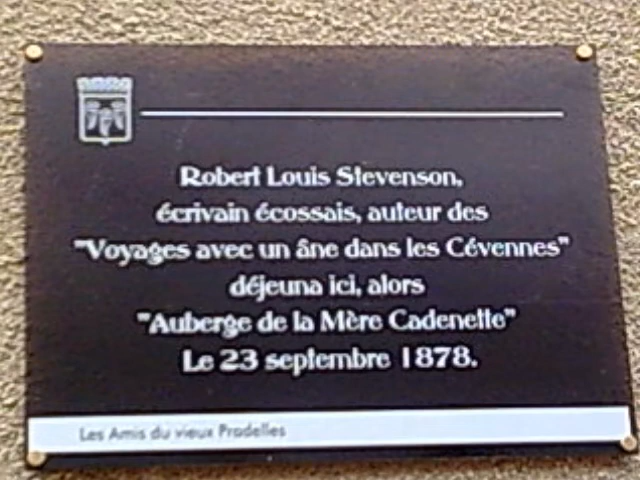 Robert Louis Stevenson,
écrivain écossais, auteur des
"Voyages avec un âne dans les Cévennes"
déjeuna ici, alors
"Auberge de la Mère Cadenette"
Le 23 septembre 1878.
Les Amis du vieux Pradelles